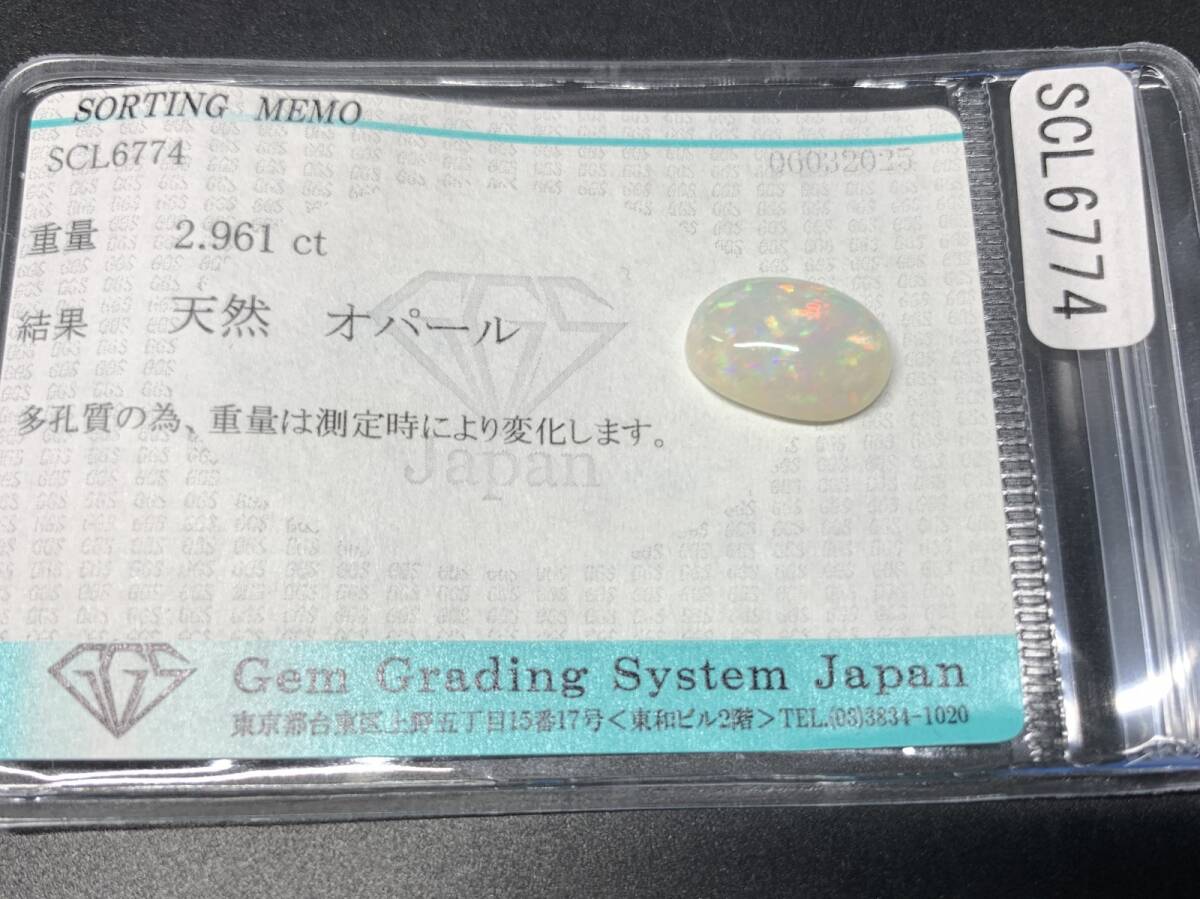 SORTING MEMO
SCL6774
06032025
重量 2.961 ct
結果 天然 オパール
多孔質の為、重量は測定時により変化します。
GGS
Japan
GGS
Gem Grading System Japan
東京都台東区上野五丁目15番17号＜東和ビル2階＞TEL.(03)3834-1020
SCL6774